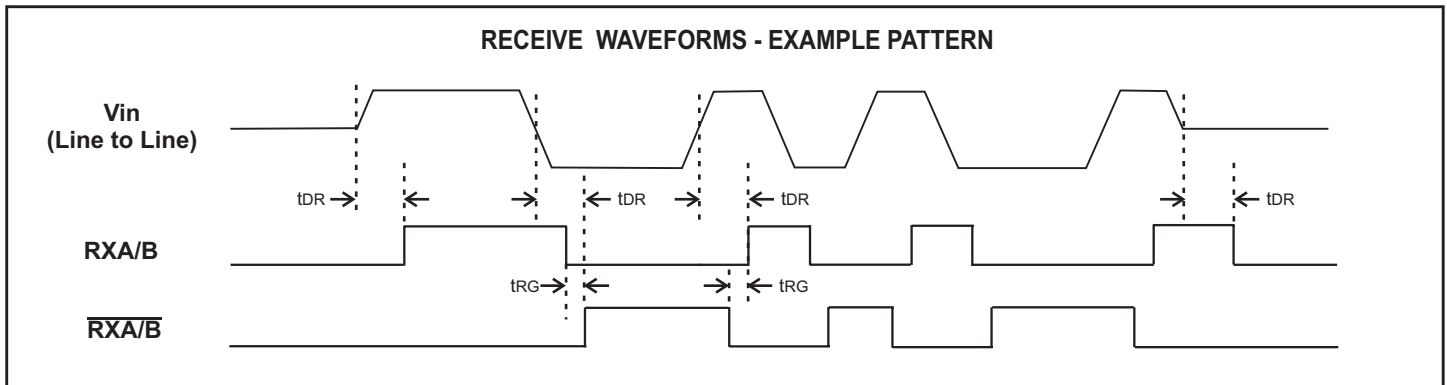 RECEIVE WAVEFORMS - EXAMPLE PATTERN
Vin
(Line to Line)
tDR
tDR
tDR
tDR
RXA/B
tRG
tRG
RXA/B